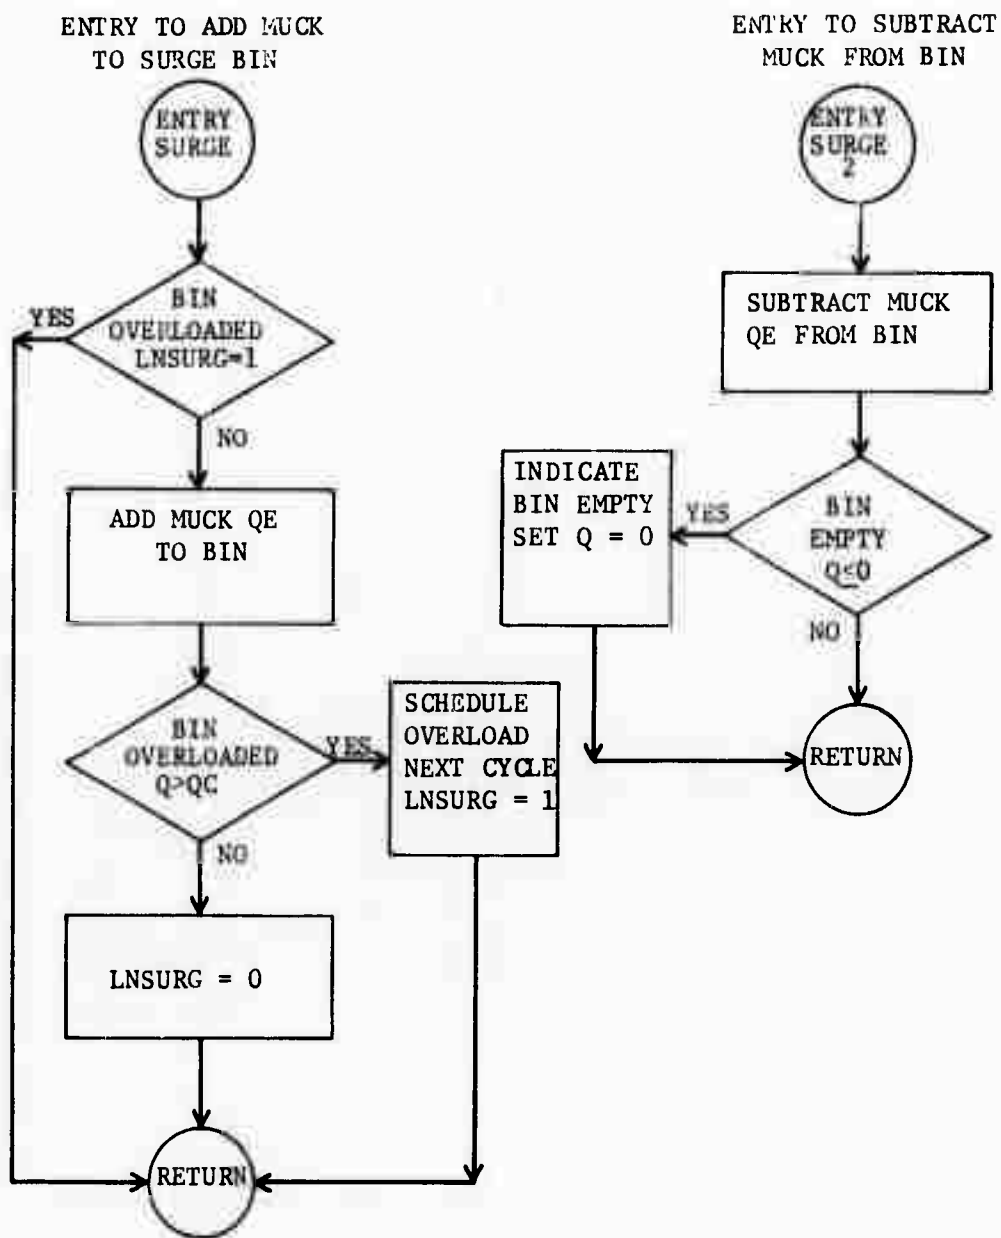 ENTRY TO ADD MUCK
TO SURGE BIN
ENTRY
SURGE
BIN
OVERLOADED
LNSURG=1
YES
NO
ADD MUCK QE
TO BIN
BIN
OVERLOADED
Q>QC
YES
NO
SCHEDULE
OVERLOAD
NEXT CYCLE
LNSURG = 1
LNSURG = 0
RETURN
ENTRY TO SUBTRACT
MUCK FROM BIN
ENTRY
SURGE
2
SUBTRACT MUCK
QE FROM BIN
BIN
EMPTY
Q≤0
YES
NO
INDICATE
BIN EMPTY
SET Q = 0
RETURN